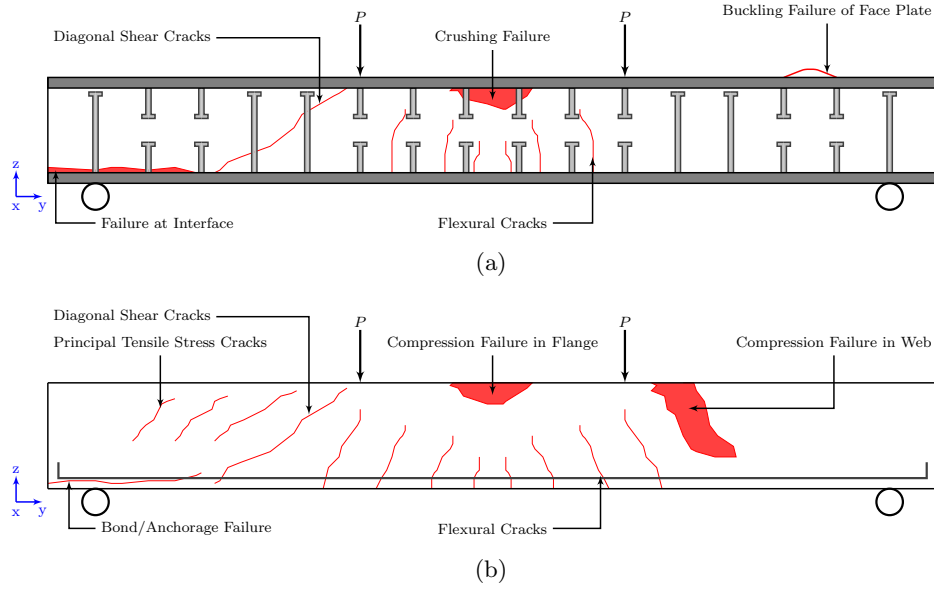 Buckling Failure of Face Plate
P
P
Diagonal Shear Cracks
Crushing Failure
z
x
y
Failure at Interface
Flexural Cracks
(a)
Diagonal Shear Cracks
P
P
Principal Tensile Stress Cracks
Compression Failure in Flange
Compression Failure in Web
z
x
y
Bond/Anchorage Failure
Flexural Cracks
(b)